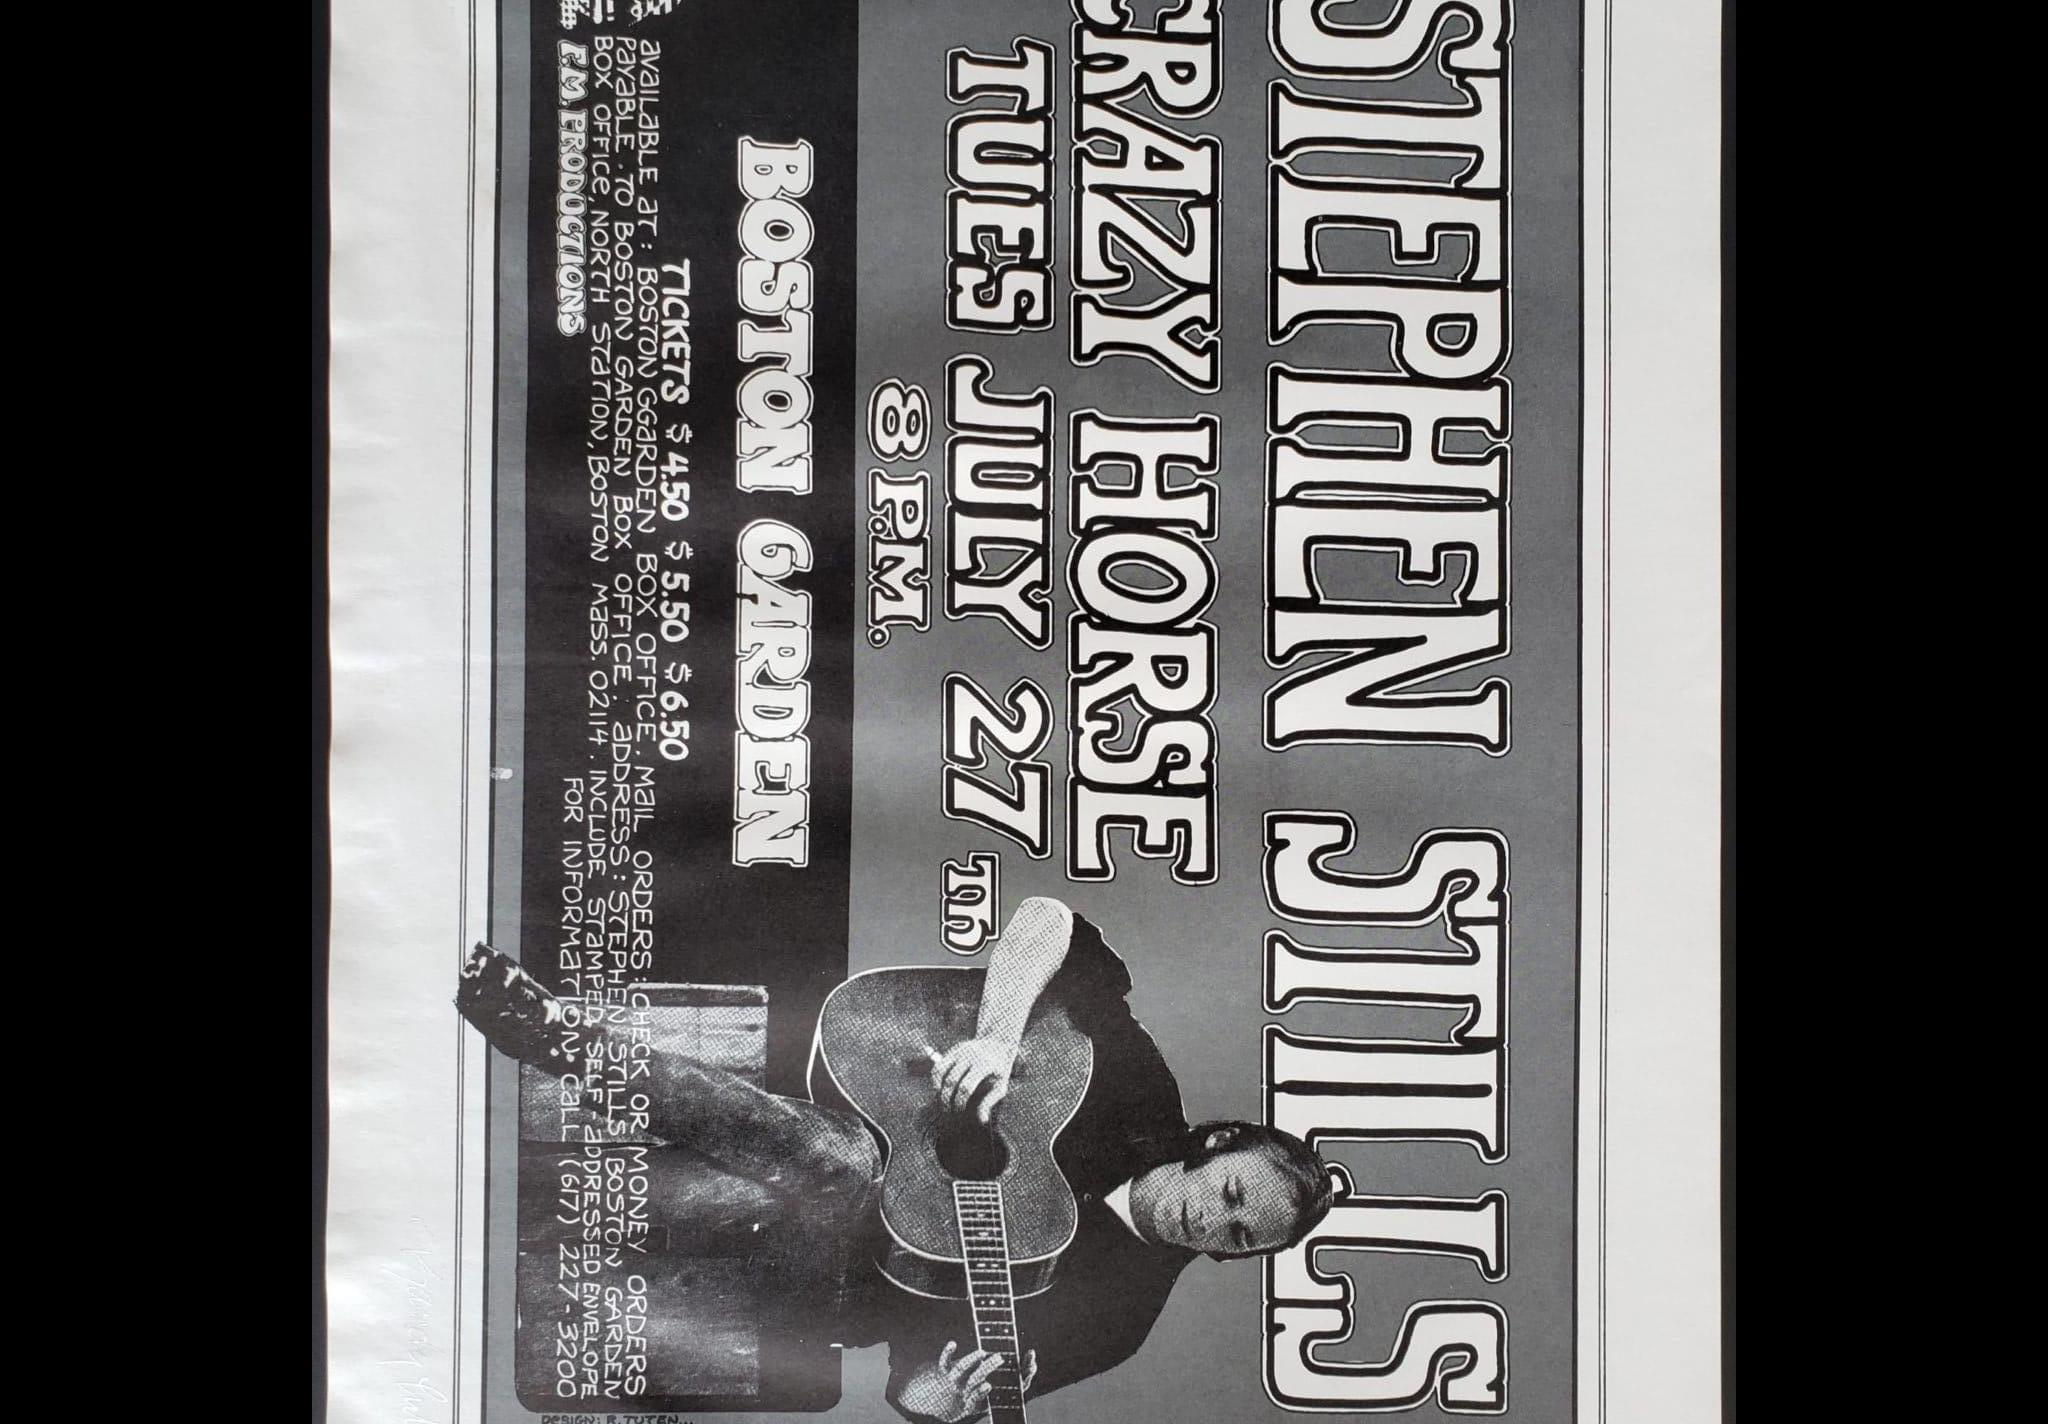 STEPHEN STILLS
CRAZY HORSE
TUES JULY 27 Th
8 P.M.
BOSTON GARDEN
TICKETS $ 4.50 $ 5.50 $ 6.50
available at: BOSTON GGARDEN BOX OFFICE. MAIL ORDERS: CHECK OR MONEY ORDERS
PAYABLE. TO BOSTON GARDEN BOX OFFICE. ADDRESS: STEPHEN STILLS BOSTON GARDEN
BOX OFFICE, NORTH STATION, BOSTON MASS. 02114. INCLUDE STAMPED SELF ADDRESSED ENVELOPE
F.M. PRODUCTIONS FOR INFORMATION CALL (617) 227-3200
DESIGN: R. TUTEN...